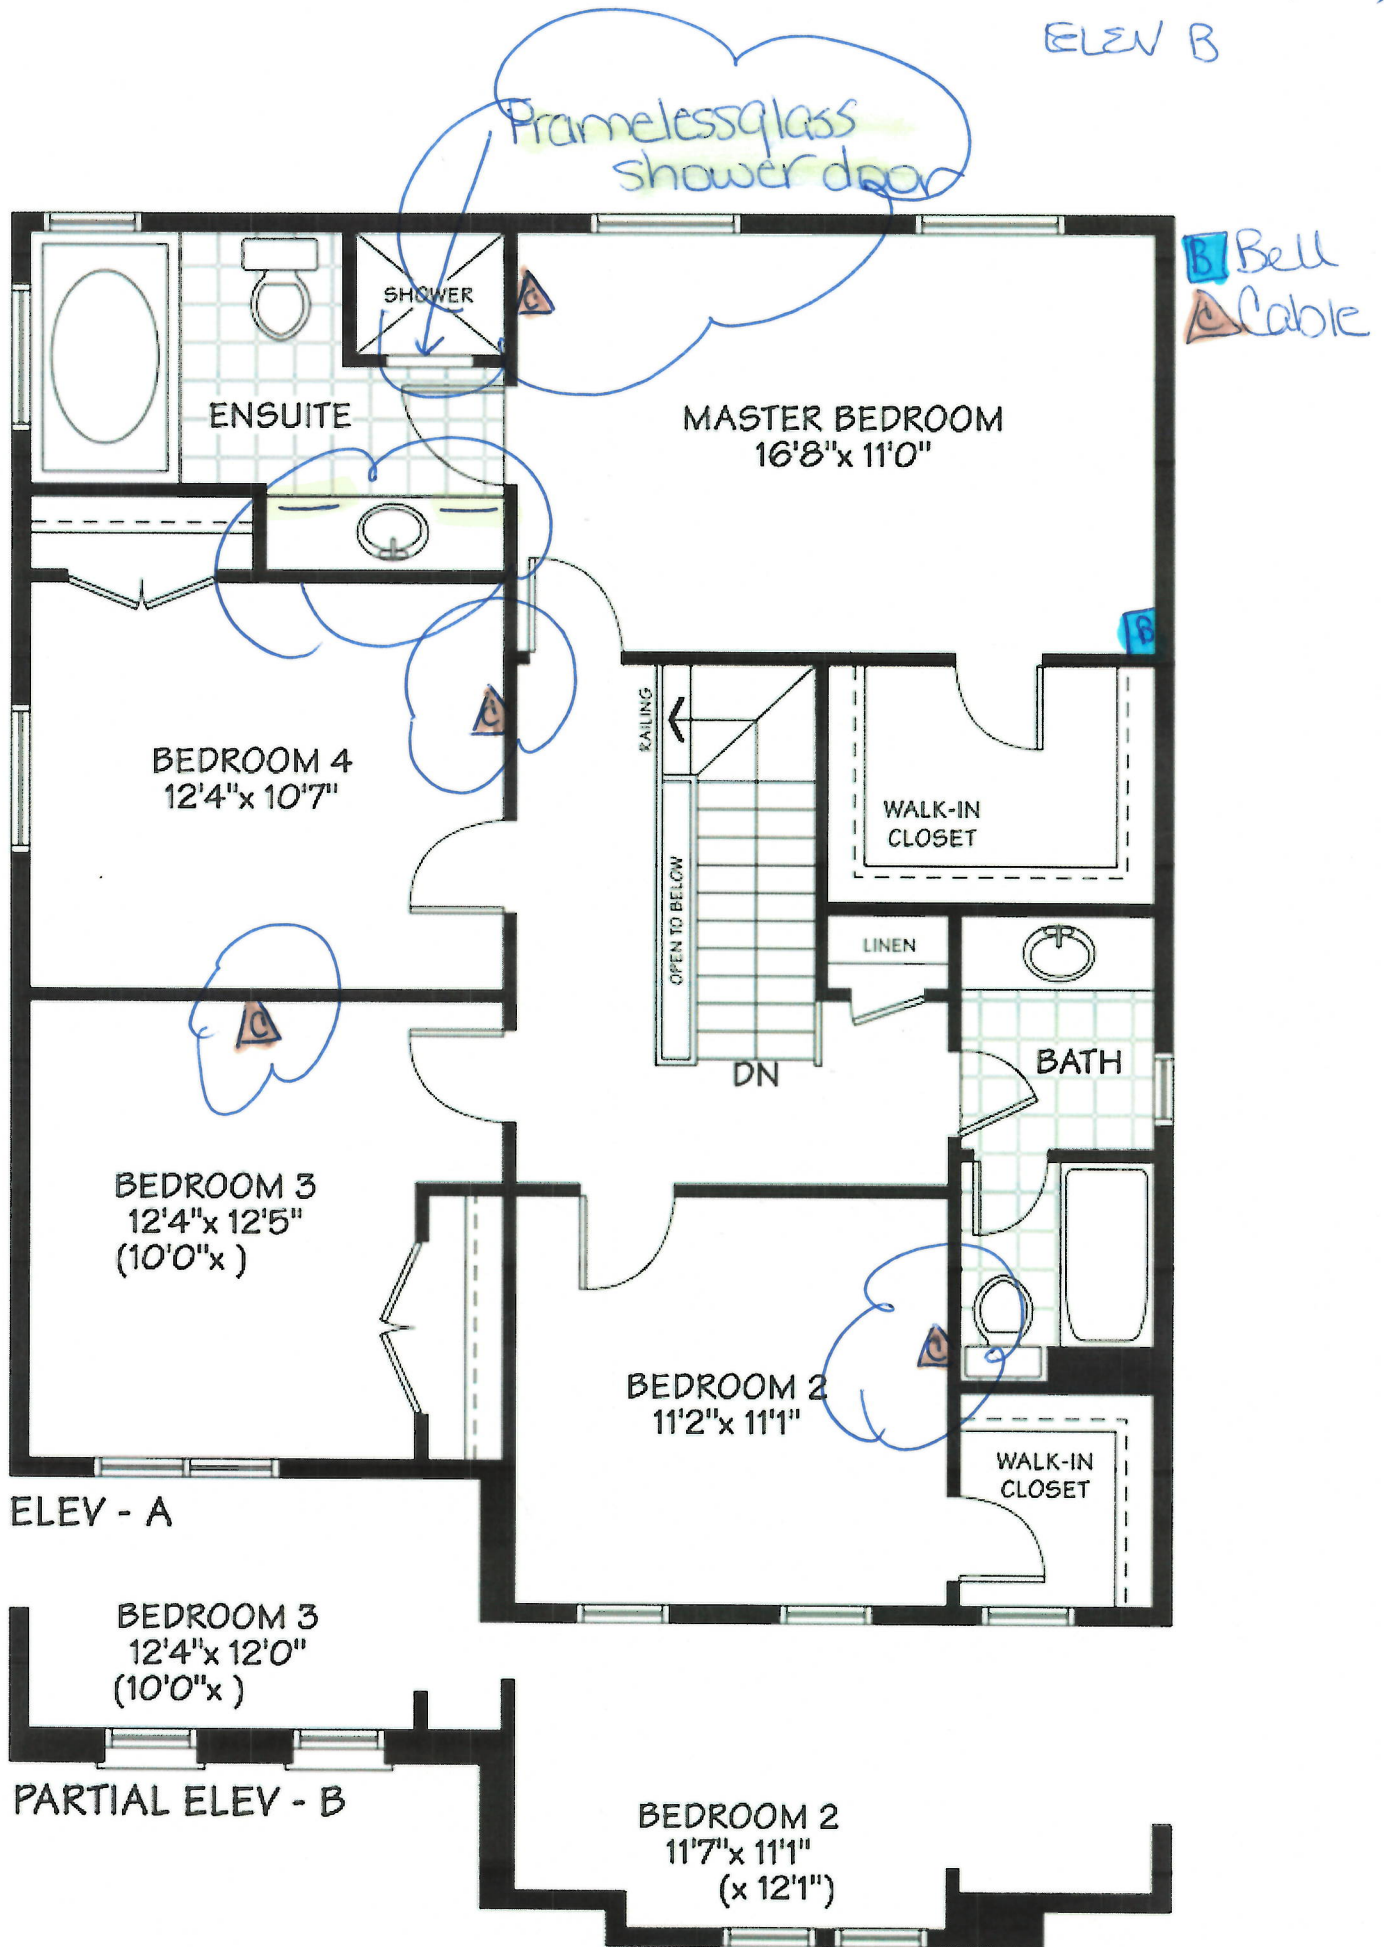 ELEV B
Framelessglass
shower door
B Bell
C Cable
SHOWER
C
ENSUITE
MASTER BEDROOM
16'8"x 11'0"
B
C
RAILING
BEDROOM 4
12'4"x 10'7"
WALK-IN
CLOSET
OPEN TO BELOW
LINEN
C
DN
BATH
BEDROOM 3
12'4"x 12'5"
(10'0"x )
C
BEDROOM 2
11'2"x 11'1"
WALK-IN
CLOSET
ELEV - A
BEDROOM 3
12'4"x 12'0"
(10'0"x )
PARTIAL ELEV - B
BEDROOM 2
11'7"x 11'1"
(x 12'1")